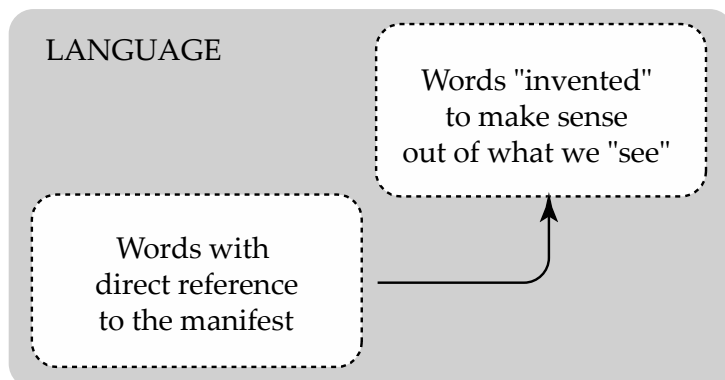 LANGUAGE
Words "invented"
to make sense
out of what we "see"
Words with
direct reference
to the manifest